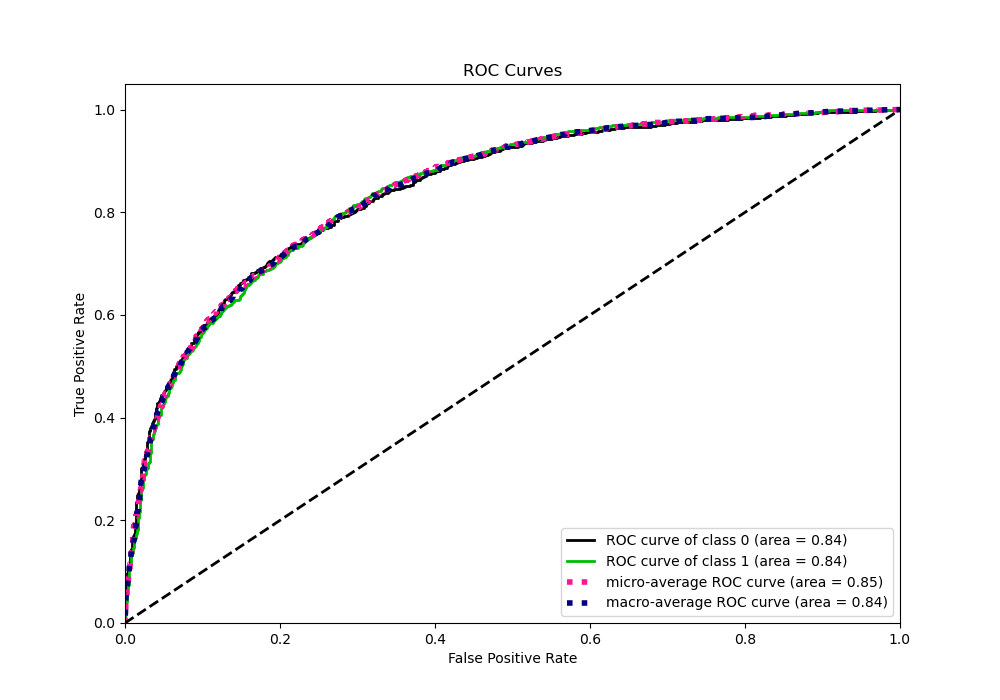 ROC Curves
True Positive Rate
1.0
0.8
0.6
0.4
0.2
0.0
0.0 0.2 0.4 0.6 0.8 1.0
False Positive Rate
ROC curve of class 0 (area = 0.84)
ROC curve of class 1 (area = 0.84)
micro-average ROC curve (area = 0.85)
macro-average ROC curve (area = 0.84)